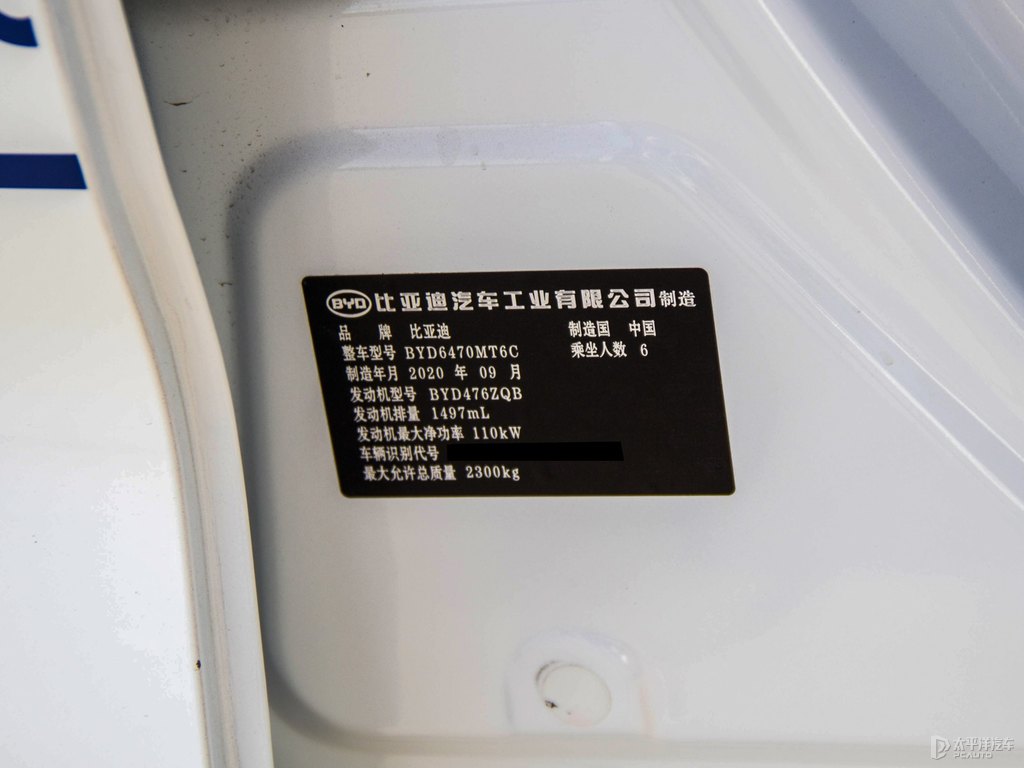 BYD 比亚迪汽车工业有限公司制造
品 牌 比亚迪 制造国 中国
整车型号 BYD6470MT6C 乘坐人数 6
制造年月 2020 年 09 月
发动机型号 BYD476ZQB
发动机排量 1497mL
发动机最大净功率 110kW
车辆识别代号
最大允许总质量 2300kg
太平洋汽车
PCAUTO